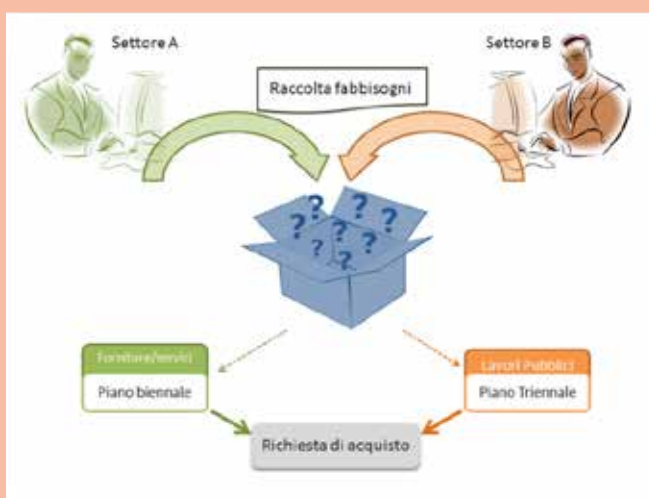 Settore A
Settore B
Raccolta fabbisogni
? ? ? ? ? ? ?
Forniture/servizi
Piano biennale
Lavori Pubblici
Piano Triennale
Richiesta di acquisto